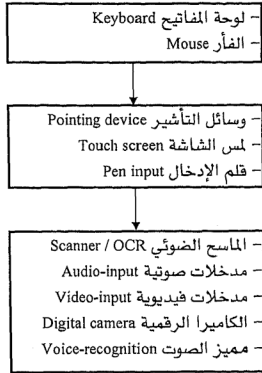 – لوحة المفاتيح Keyboard
– الفأر Mouse
– وسائل التأشير Pointing device
– لمس الشاشة Touch screen
– قلم الإدخال Pen input
– الماسح الضوئي Scanner / OCR
– مدخلات صوتية Audio-input
– مدخلات فيديوية Video-input
– الكاميرا الرقمية Digital camera
– مميز الصوت Voice-recognition